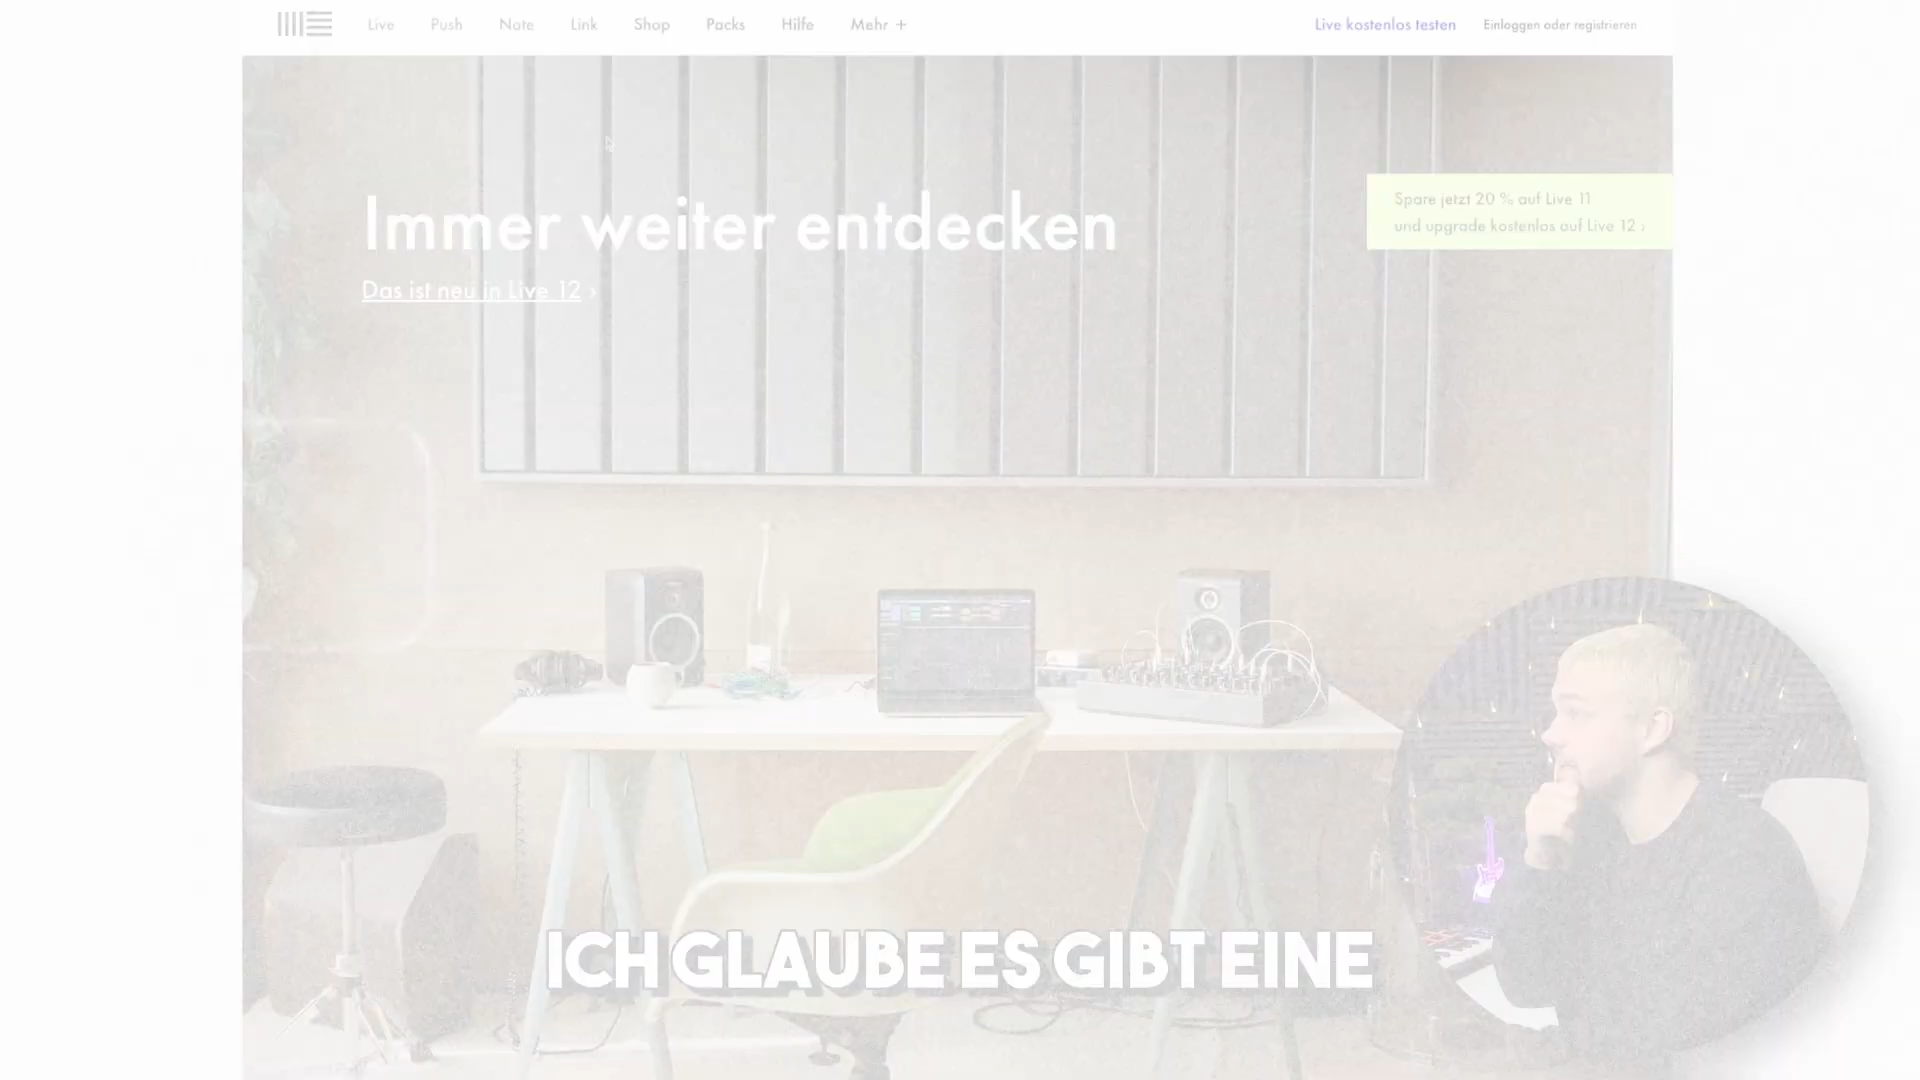 Live Push Note Link Shop Packs Hilfe Mehr + Live kostenlos testen Einloggen oder registrieren
Immer weiter entdecken
Das ist neu in Live 12 ›
Spare jetzt 20 % auf Live 11
und upgrade kostenlos auf Live 12 ›
ICH GLAUBE ES GIBT EINE